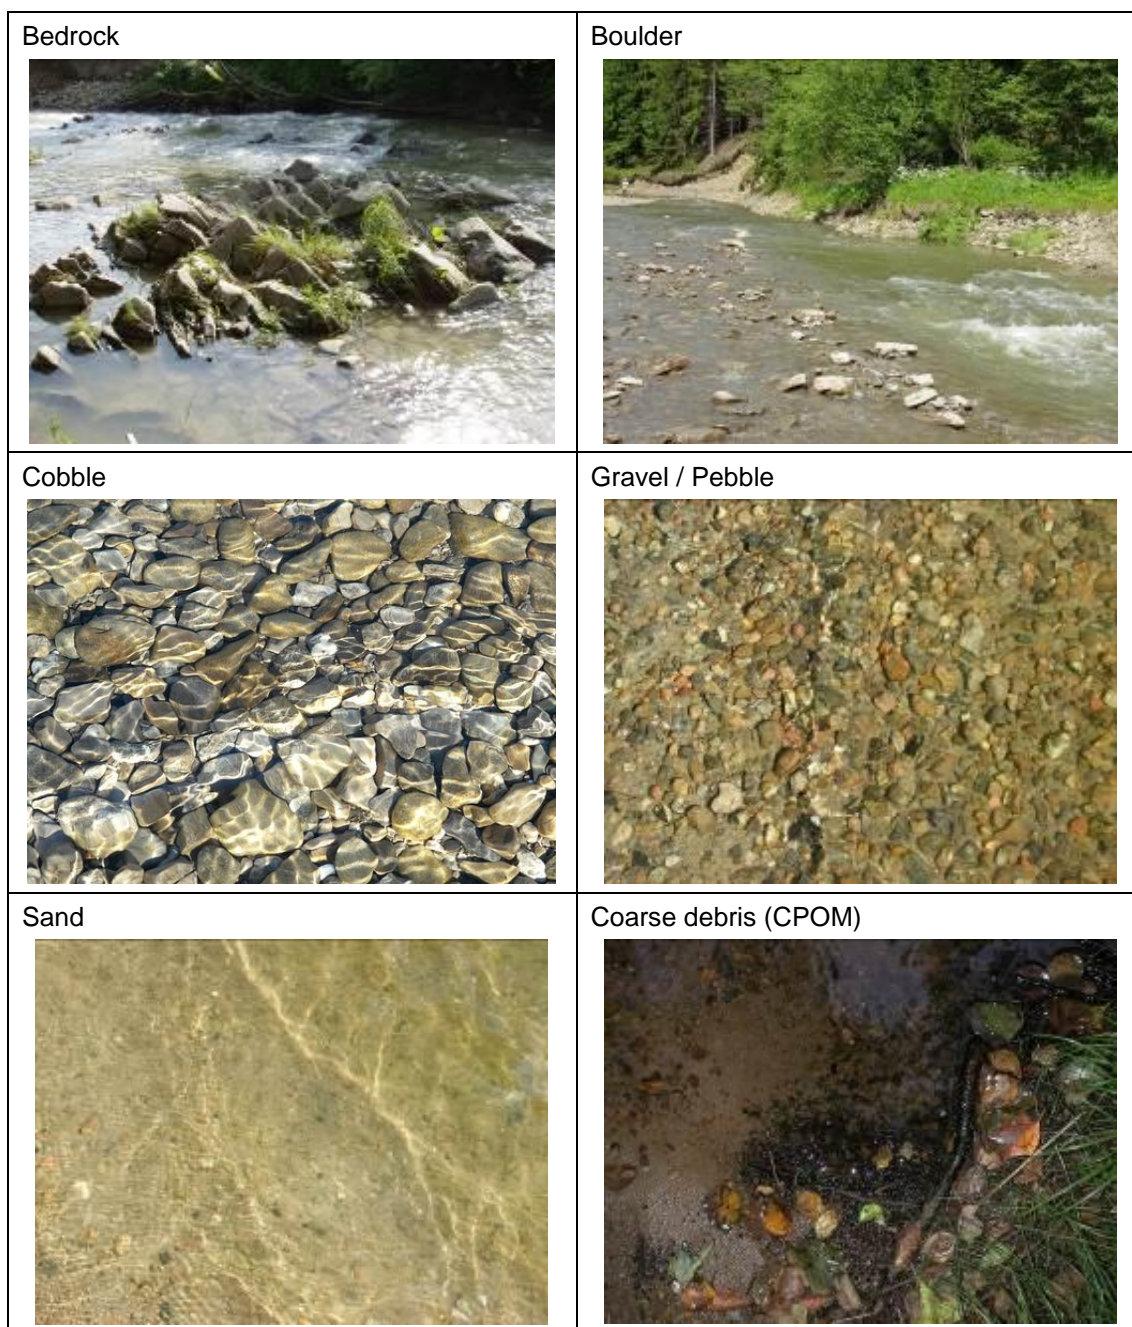 Bedrock
Boulder
Cobble
Gravel / Pebble
Sand
Coarse debris (CPOM)